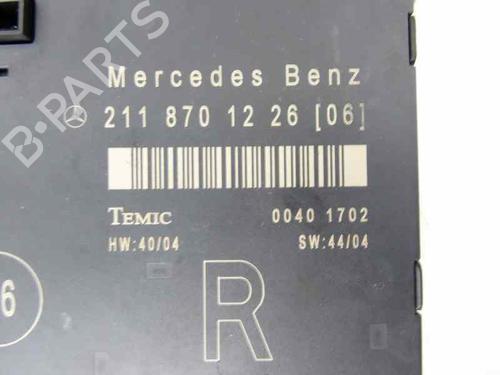 B-PARTS
Mercedes Benz
211 870 12 26 [06]
TEMIC 0040 1702
HW:40/04 SW:44/04
6
R